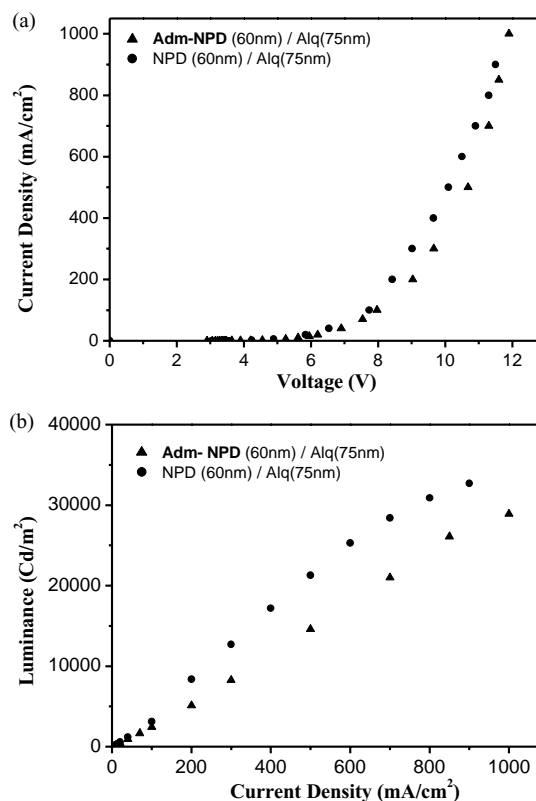 (a)
Adm-NPD (60nm) / Alq(75nm)
NPD (60nm) / Alq(75nm)
Current Density (mA/cm²)
1000
800
600
400
200
0
0 2 4 6 8 10 12
Voltage (V)
(b)
Adm- NPD (60nm) / Alq(75nm)
NPD (60nm) / Alq(75nm)
Luminance (Cd/m²)
40000
30000
20000
10000
0
0 200 400 600 800 1000
Current Density (mA/cm²)